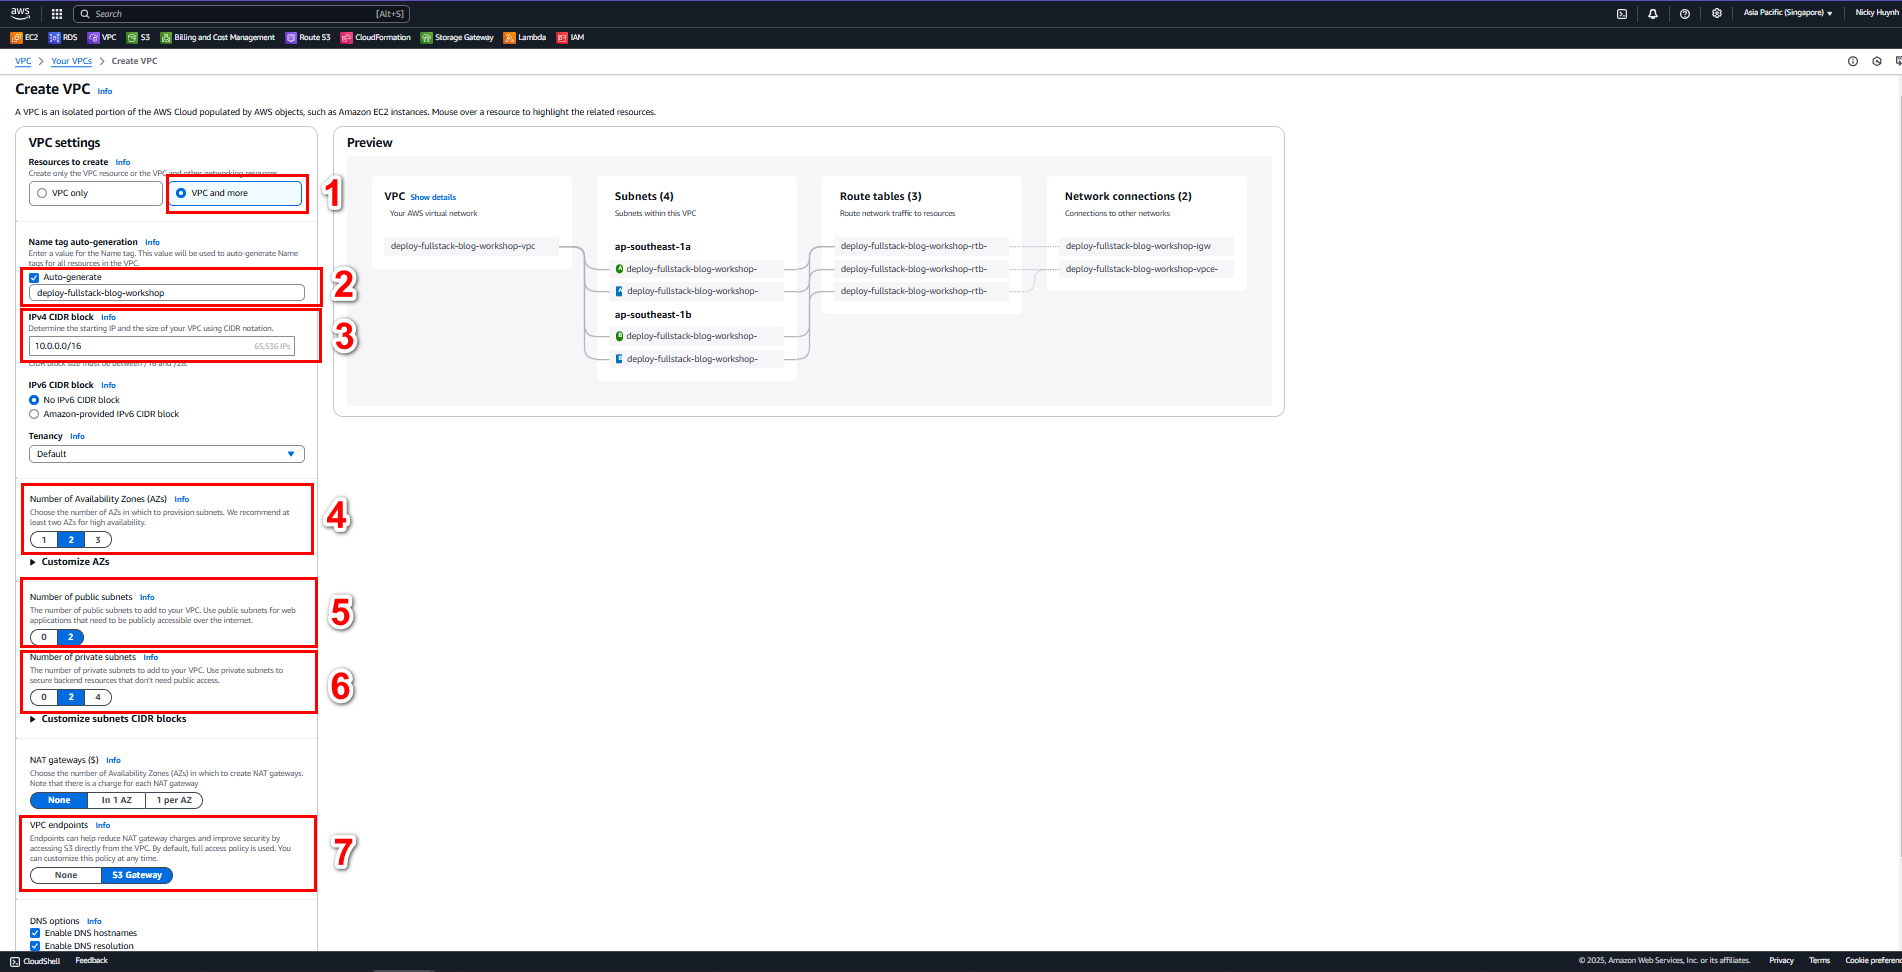 aws
Search [Alt+S]
Asia Pacific (Singapore) Nicky Huynh
EC2 RDS VPC S3 Billing and Cost Management Route 53 CloudFormation Storage Gateway Lambda IAM
VPC Your VPCs Create VPC
Create VPC Info
A VPC is an isolated portion of the AWS Cloud populated by AWS objects, such as Amazon EC2 instances. Mouse over a resource to highlight the related resources.
VPC settings
Resources to create Info
Create only the VPC resource or the VPC and other networking resources.
VPC only VPC and more
1
Name tag auto-generation Info
Enter a value for the Name tag. This value will be used to auto-generate Name
tags for all resources in the VPC.
Auto-generate
deploy-fullstack-blog-workshop
2
IPv4 CIDR block Info
Determine the starting IP and the size of your VPC using CIDR notation.
10.0.0.0/16 65,536 IPs
3
CIDR block size must be between /16 and /28.
IPv6 CIDR block Info
No IPv6 CIDR block
Amazon-provided IPv6 CIDR block
Tenancy Info
Default
Number of Availability Zones (AZs) Info
Choose the number of AZs in which to provision subnets. We recommend at
least two AZs for high availability.
1 2 3
4
Customize AZs
Number of public subnets Info
The number of public subnets to add to your VPC. Use public subnets for web
applications that need to be publicly accessible over the internet.
0 2
5
Number of private subnets Info
The number of private subnets to add to your VPC. Use private subnets to
secure backend resources that don't need public access.
0 2 4
6
Customize subnets CIDR blocks
NAT gateways ($) Info
Choose the number of Availability Zones (AZs) in which to create NAT gateways.
Note that there is a charge for each NAT gateway
None In 1 AZ 1 per AZ
VPC endpoints Info
Endpoints can help reduce NAT gateway charges and improve security by
accessing S3 directly from the VPC. By default, full access policy is used. You
can customize this policy at any time.
None S3 Gateway
7
DNS options Info
Enable DNS hostnames
Enable DNS resolution
Preview
VPC Show details
Your AWS virtual network
deploy-fullstack-blog-workshop-vpc
Subnets (4)
Subnets within this VPC
ap-southeast-1a
A deploy-fullstack-blog-workshop-
A deploy-fullstack-blog-workshop-
ap-southeast-1b
B deploy-fullstack-blog-workshop-
B deploy-fullstack-blog-workshop-
Route tables (3)
Route network traffic to resources
deploy-fullstack-blog-workshop-rtb-
deploy-fullstack-blog-workshop-rtb-
deploy-fullstack-blog-workshop-rtb-
Network connections (2)
Connections to other networks
deploy-fullstack-blog-workshop-igw
deploy-fullstack-blog-workshop-vpce-
CloudShell Feedback
© 2025, Amazon Web Services, Inc. or its affiliates. Privacy Terms Cookie preferen